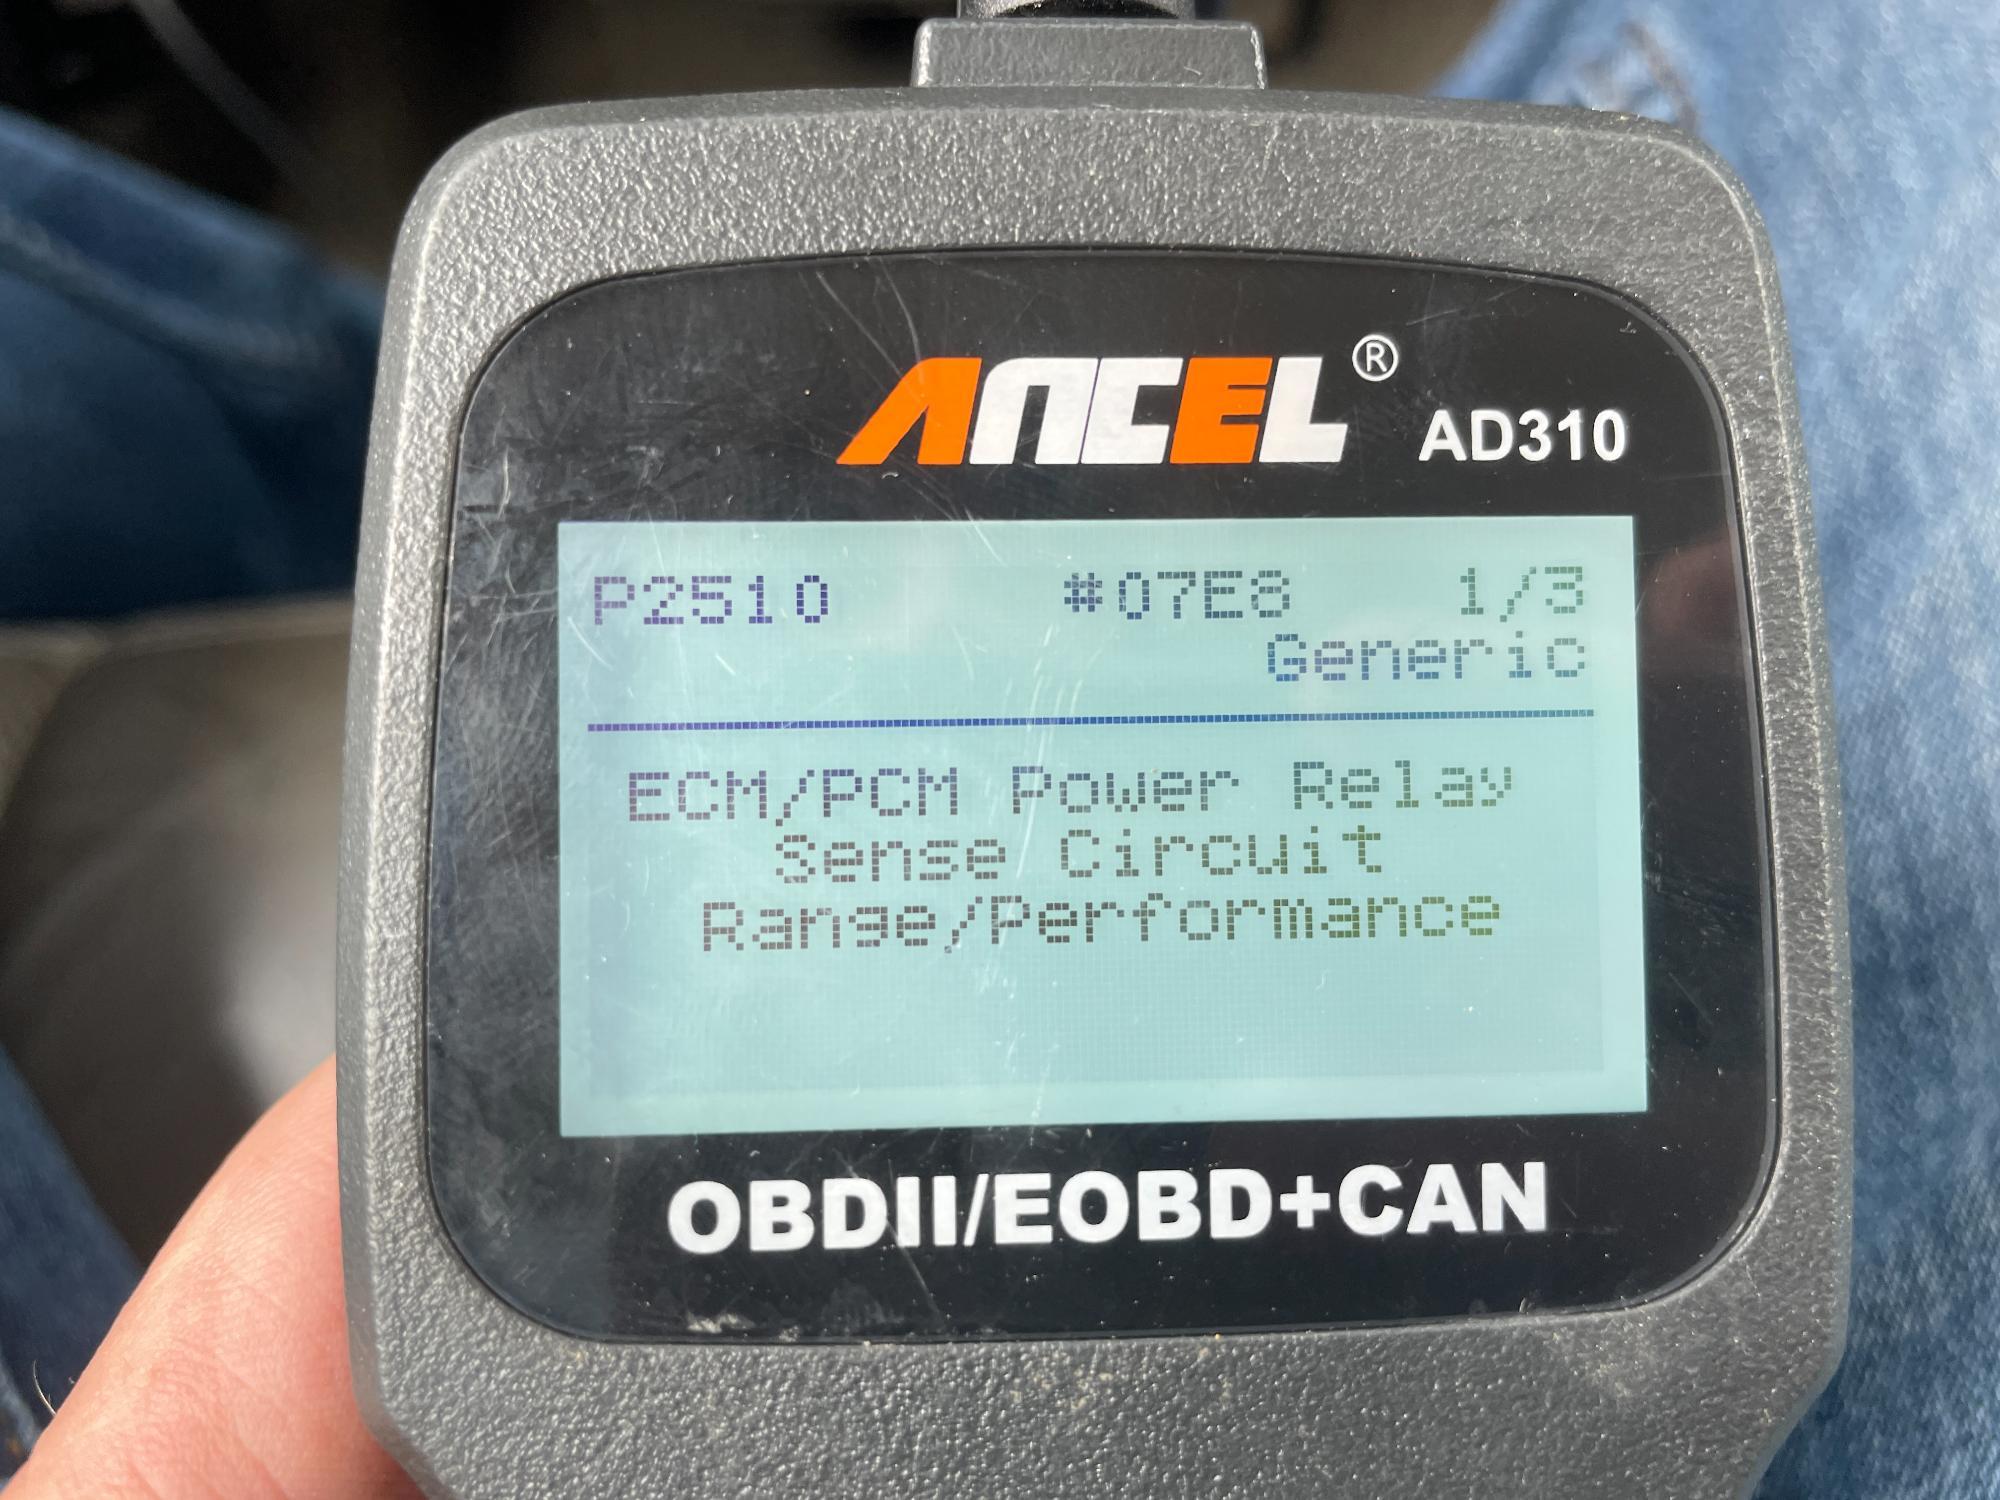 ANCEL® AD310
P2510 #07E8 1/3
Generic
ECM/PCM Power Relay
Sense Circuit
Range/Performance
OBDII/EOBD+CAN